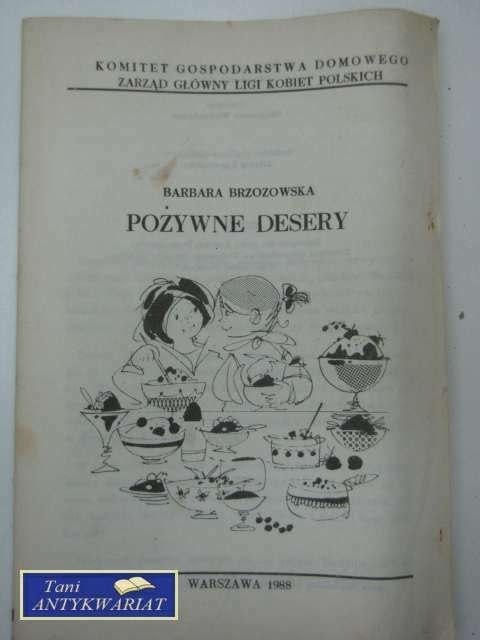 KOMITET GOSPODARSTWA DOMOWEGO
ZARZĄD GŁÓWNY LIGI KOBIET POLSKICH
BARBARA BRZOZOWSKA
POŻYWNE DESERY
WARSZAWA 1988
Tani
ANTYKWARIAT